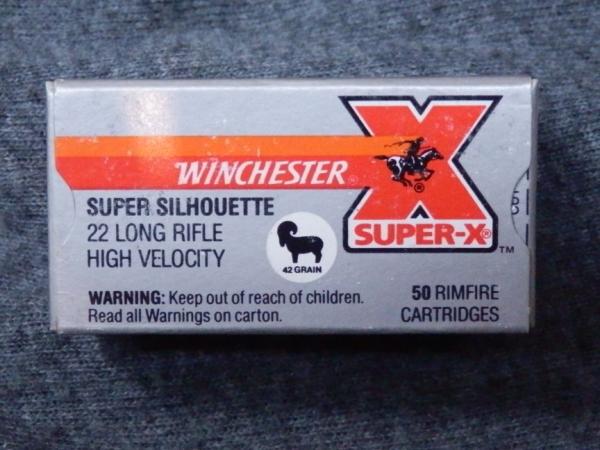 X
WINCHESTER®
SUPER-X®
TM
SUPER SILHOUETTE
22 LONG RIFLE
HIGH VELOCITY
42 GRAIN
WARNING: Keep out of reach of children.
Read all Warnings on carton.
50 RIMFIRE
CARTRIDGES